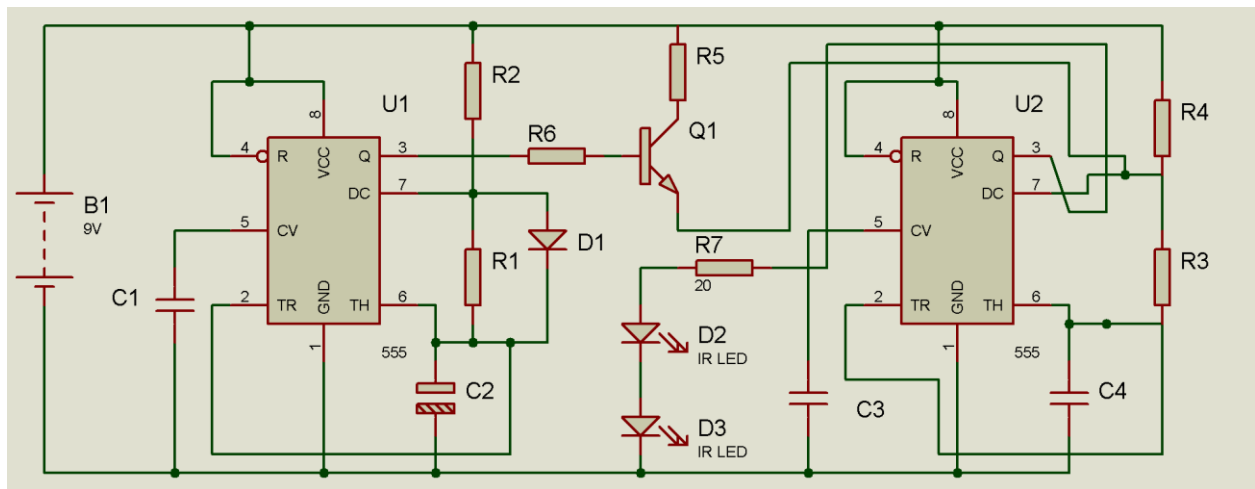 R2
R5
U1
R6
Q1
U2
R4
8
4
R
VCC
Q
3
DC
7
5
CV
2
TR
GND
TH
6
1
555
B1
9V
C1
R1
D1
C2
R7
20
D2
IR LED
D3
IR LED
C3
8
4
R
VCC
Q
3
DC
7
5
CV
2
TR
GND
TH
6
1
555
R3
C4